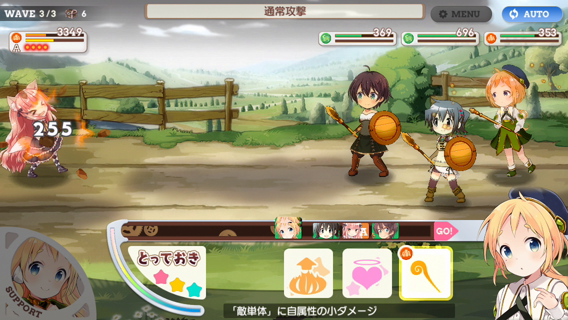 WAVE 3/3 6
通常攻撃
MENU
AUTO
3349
A
369
696
353
255
GO!
とっておき
SUPPORT
「敵単体」に自属性の小ダメージ